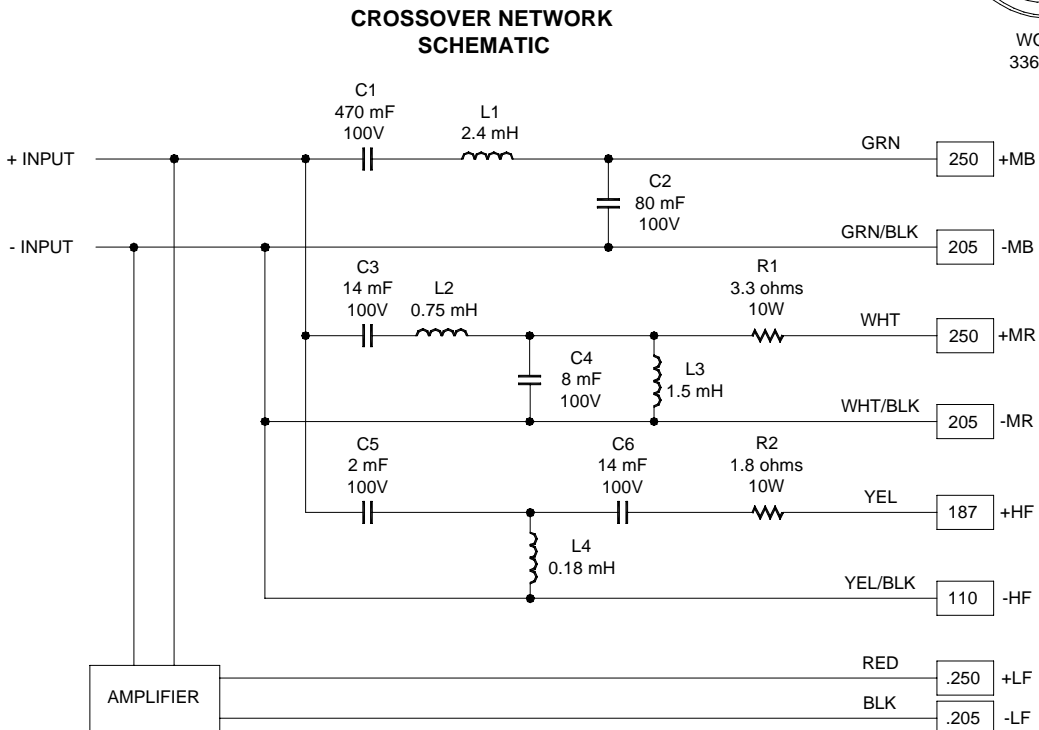 CROSSOVER NETWORK
SCHEMATIC
WO
336
C1
470 mF
100V
L1
2.4 mH
GRN
+ INPUT
250
+MB
C2
80 mF
100V
GRN/BLK
- INPUT
205
-MB
C3
14 mF
100V
L2
0.75 mH
R1
3.3 ohms
10W
WHT
250
+MR
C4
8 mF
100V
L3
1.5 mH
WHT/BLK
205
-MR
C5
2 mF
100V
C6
14 mF
100V
R2
1.8 ohms
10W
YEL
187
+HF
L4
0.18 mH
YEL/BLK
110
-HF
AMPLIFIER
RED
.250
+LF
BLK
.205
-LF